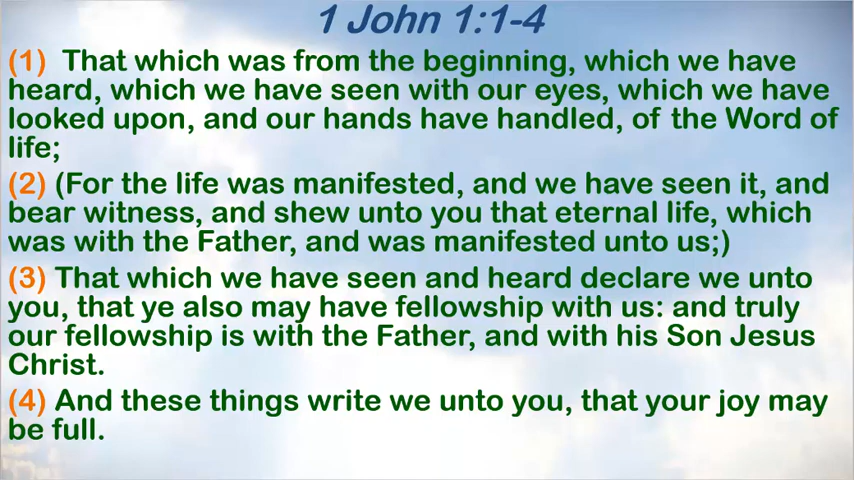 1 John 1:1-4
(1) That which was from the beginning, which we have
heard, which we have seen with our eyes, which we have
looked upon, and our hands have handled, of the Word of
life;
(2) (For the life was manifested, and we have seen it, and
bear witness, and shew unto you that eternal life, which
was with the Father, and was manifested unto us;)
(3) That which we have seen and heard declare we unto
you, that ye also may have fellowship with us: and truly
our fellowship is with the Father, and with his Son Jesus
Christ.
(4) And these things write we unto you, that your joy may
be full.